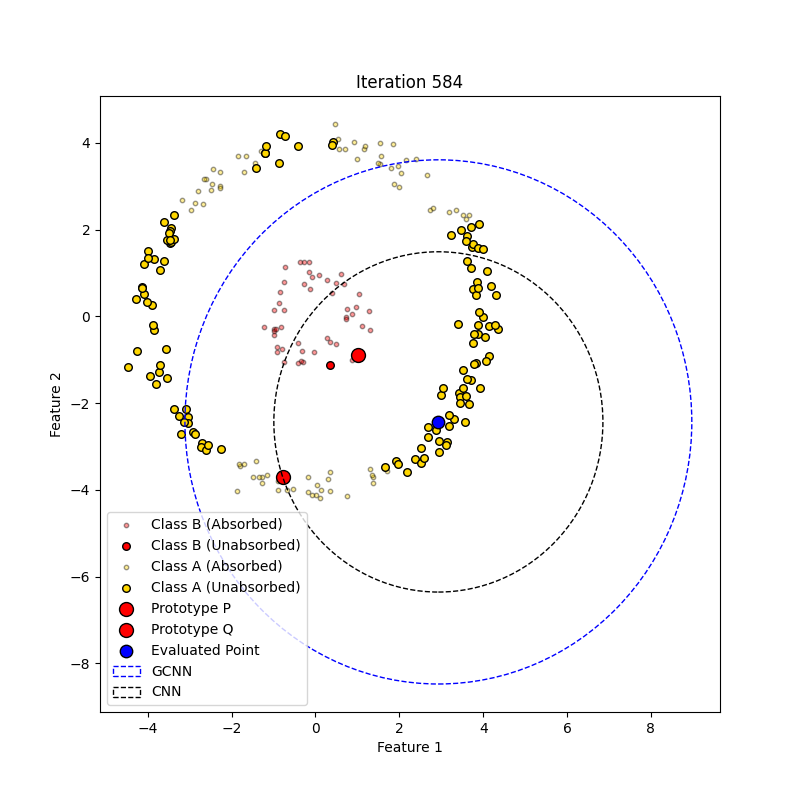 Iteration 584
4
2
0
−2
−4
−6
−8
Feature 2
Class B (Absorbed)
Class B (Unabsorbed)
Class A (Absorbed)
Class A (Unabsorbed)
Prototype P
Prototype Q
Evaluated Point
GCNN
CNN
−4 −2 0 2 4 6 8
Feature 1